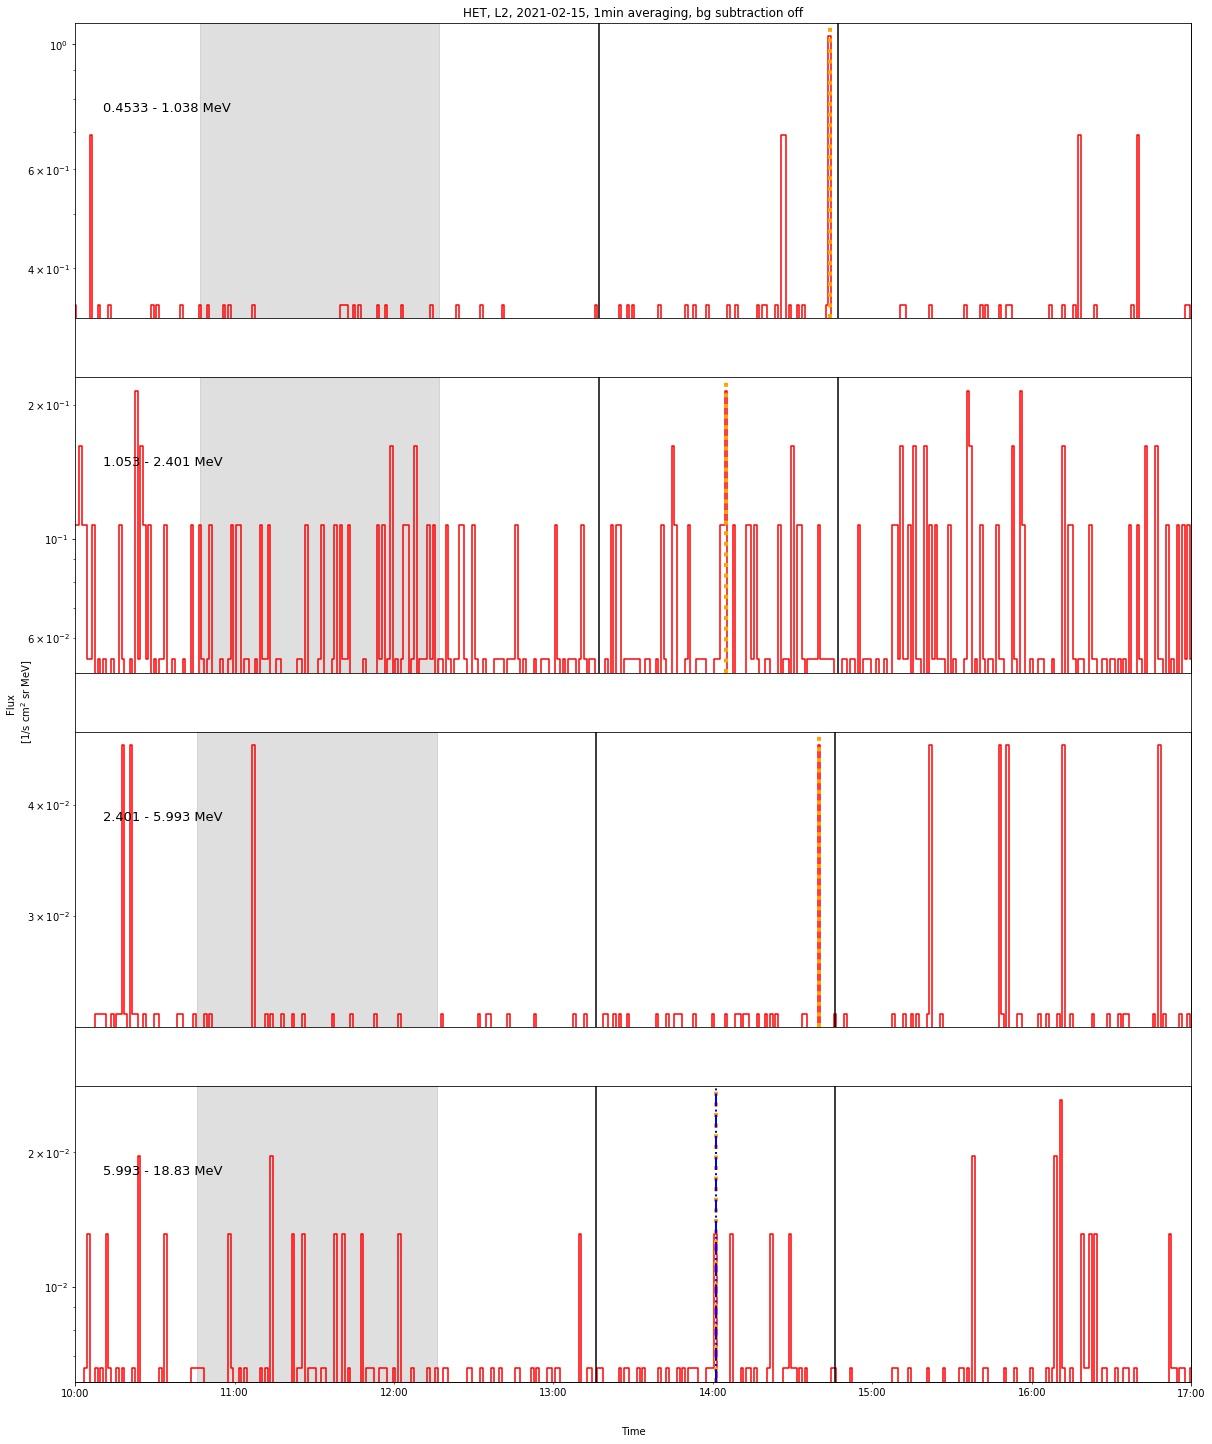 HET, L2, 2021-02-15, 1min averaging, bg subtraction off
10⁰
6 × 10⁻¹
4 × 10⁻¹
0.4533 - 1.038 MeV
2 × 10⁻¹
10⁻¹
6 × 10⁻²
1.053 - 2.401 MeV
Flux
[1/s cm² sr MeV]
4 × 10⁻²
3 × 10⁻²
2.401 - 5.993 MeV
2 × 10⁻²
10⁻²
5.993 - 18.83 MeV
10:00 11:00 12:00 13:00 14:00 15:00 16:00 17:00
Time